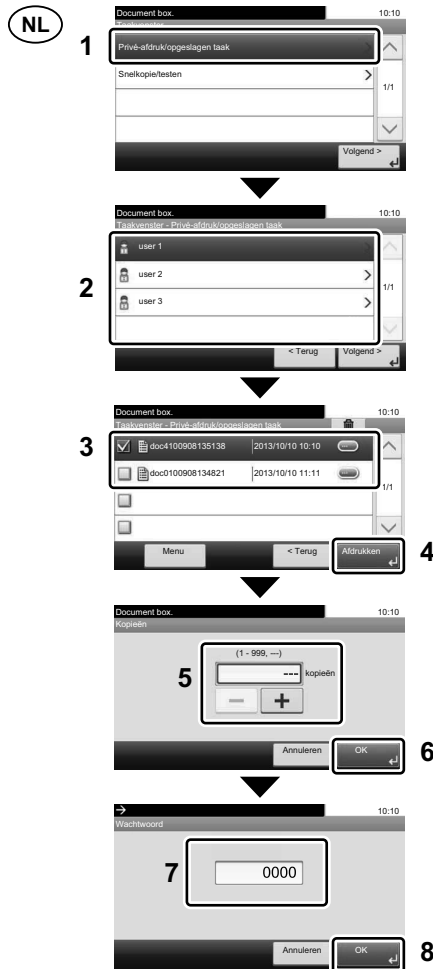 NL
Document box. 10:10
Taakvenster
1
Privé-afdruk/opgeslagen taak
Snelkopie/testen
1/1
Volgend >
Document box. 10:10
Taakvenster - Privé-afdruk/opgeslagen taak
2
user 1
user 2
user 3
1/1
< Terug Volgend >
Document box. 10:10
Taakvenster - Privé-afdruk/opgeslagen taak
3
doc4100908135138 2013/10/10 10:10
doc0100908134821 2013/10/10 11:11
1/1
Menu < Terug Afdrukken 4
Document box. 10:10
Kopieën
(1 - 999, ---)
5
--- kopieën
Annuleren OK 6
10:10
Wachtwoord
7 0000
Annuleren OK 8